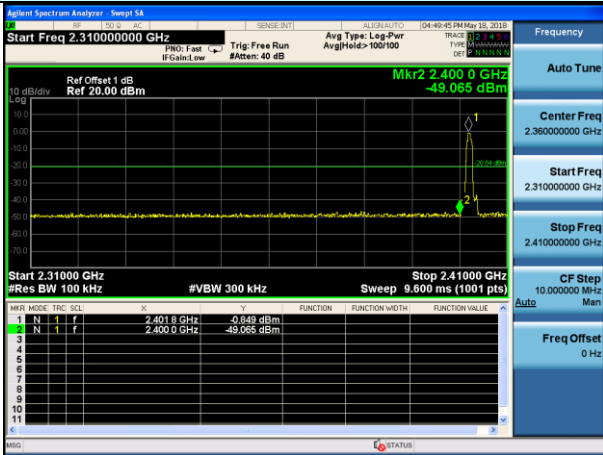 Agilent Spectrum Analyzer - Swept SA
RF 50 Ω AC SENSE:INT ALIGNAUTO 04:49:45 PM May 18, 2018
Start Freq 2.310000000 GHz
PNO: Fast
IFGain:Low
Trig: Free Run
#Atten: 40 dB
Avg Type: Log-Pwr
Avg|Hold>100/100
TRACE 1 2 3 4 5 6
TYPE M
DET P N N N N N
Frequency
Auto Tune
Center Freq
2.360000000 GHz
Start Freq
2.310000000 GHz
Stop Freq
2.410000000 GHz
CF Step
10.000000 MHz
Auto Man
Freq Offset
0 Hz
Mkr2 2.400 0 GHz
-49.065 dBm
Ref Offset 1 dB
Ref 20.00 dBm
10 dB/div
Log
10.0
0.00
-10.0
-20.0
-30.0
-40.0
-50.0
-60.0
-70.0
1
-20.84 dBm
2
Start 2.31000 GHz
Stop 2.41000 GHz
#Res BW 100 kHz
#VBW 300 kHz
Sweep 9.600 ms (1001 pts)
MKR MODE TRC SCL X Y FUNCTION FUNCTION WIDTH FUNCTION VALUE
1 N 1 f 2.401 8 GHz -0.849 dBm
2 N 1 f 2.400 0 GHz -49.065 dBm
3
4
5
6
7
8
9
10
11
MSG
STATUS